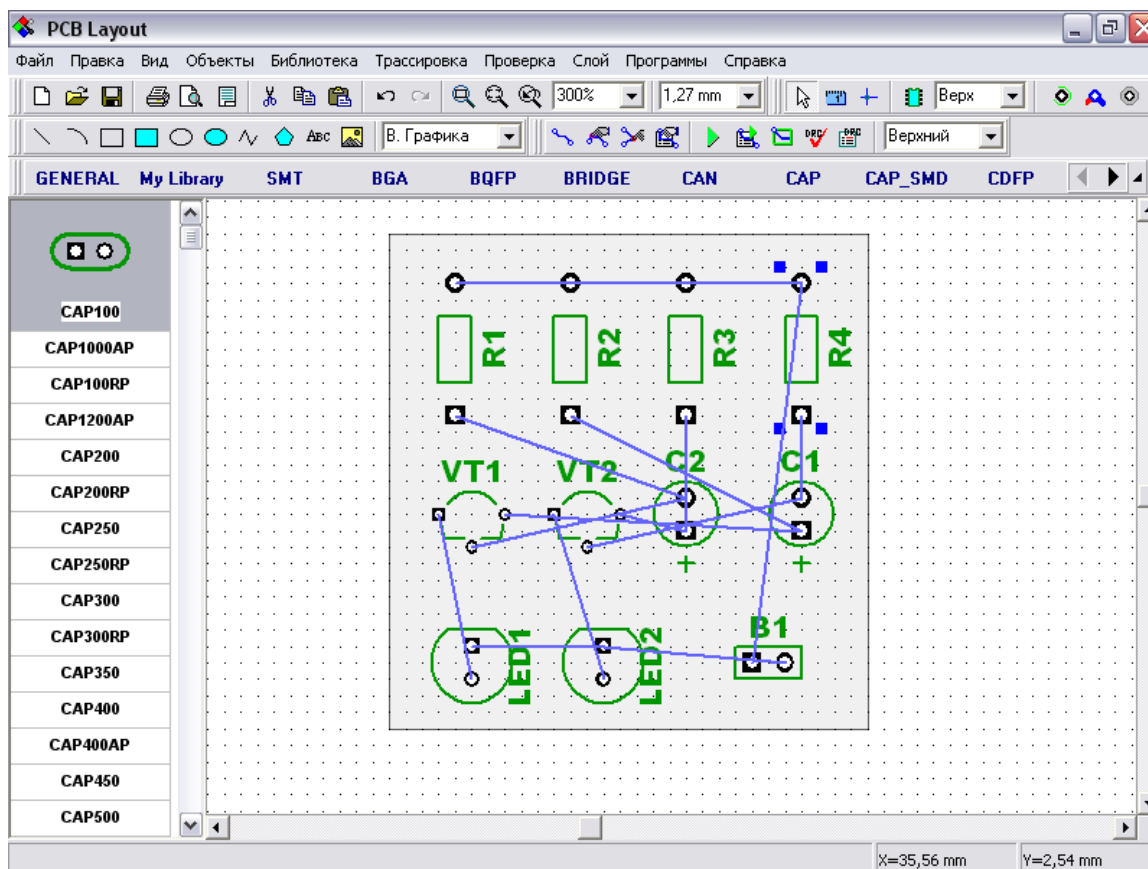 PCB Layout
Файл Правка Вид Объекты Библиотека Трассировка Проверка Слой Программы Справка
300% 1,27 mm Верх
ABC В. Графика DRC DRC Верхний
GENERAL My Library SMT BGA BQFP BRIDGE CAN CAP CAP_SMD CDFP
CAP100
CAP1000AP
CAP100RP
CAP1200AP
CAP200
CAP200RP
CAP250
CAP250RP
CAP300
CAP300RP
CAP350
CAP400
CAP400AP
CAP450
CAP500
R1 R2 R3 R4
VT1 VT2 C2 C1
+ +
LED1 LED2 B1
X=35,56 mm Y=2,54 mm